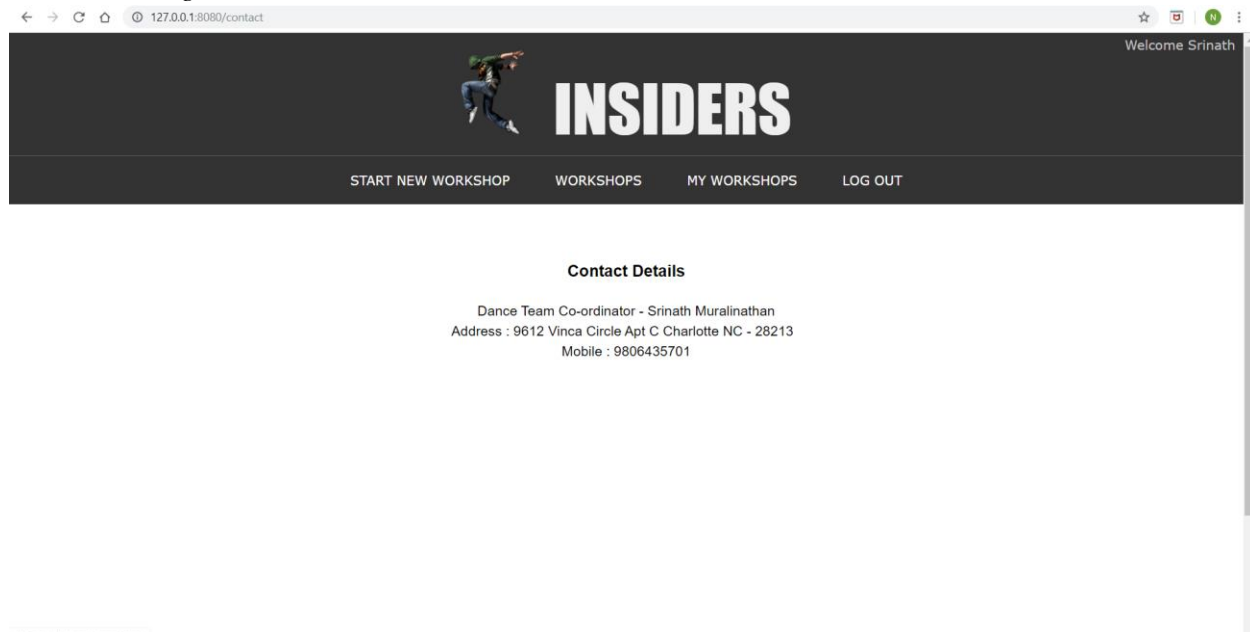 127.0.0.1:8080/contact
N
Welcome Srinath
INSIDERS
START NEW WORKSHOP WORKSHOPS MY WORKSHOPS LOG OUT
Contact Details
Dance Team Co-ordinator - Srinath Muralinathan
Address : 9612 Vinca Circle Apt C Charlotte NC - 28213
Mobile : 9806435701